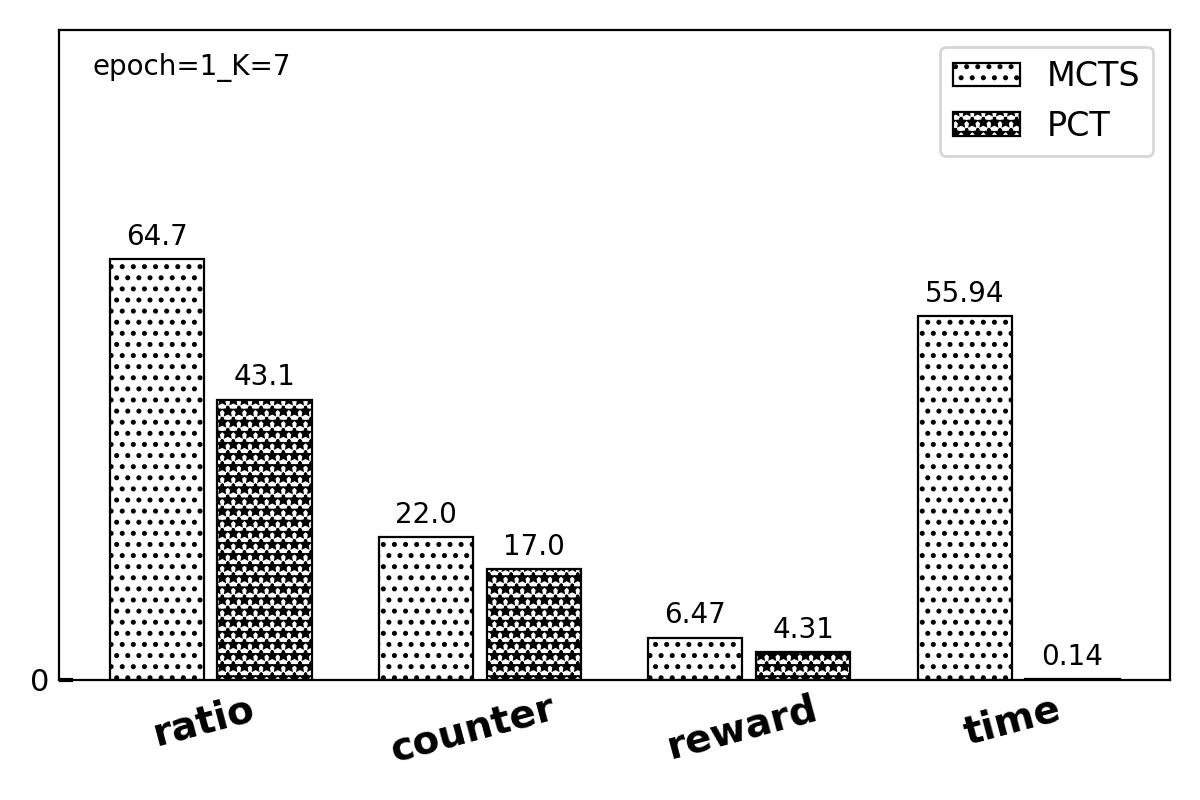 epoch=1_K=7
MCTS
PCT
64.7
43.1
22.0
17.0
6.47
4.31
55.94
0.14
0
ratio
counter
reward
time